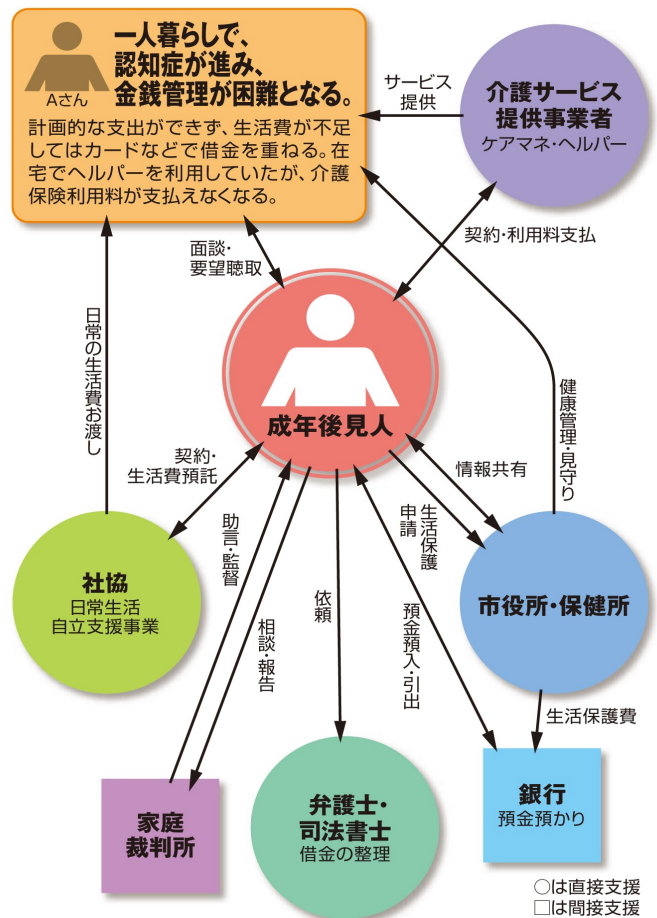 一人暮らしで、
認知症が進み、
金銭管理が困難となる。
Aさん
計画的な支出ができず、生活費が不足
してはカードなどで借金を重ねる。在
宅でヘルパーを利用していたが、介護
保険利用料が支払えなくなる。
サービス
提供
介護サービス
提供事業者
ケアマネ・ヘルパー
面談・
要望聴取
契約・利用料支払
日常の生活費お渡し
成年後見人
健康管理・見守り
契約・
生活費預託
情報共有
生活保護
申請
助言・監督
社協
日常生活
自立支援事業
市役所・保健所
相談・報告
依頼
預金預入・引出
生活保護費
家庭
裁判所
弁護士・
司法書士
借金の整理
銀行
預金預かり
○は直接支援
□は間接支援